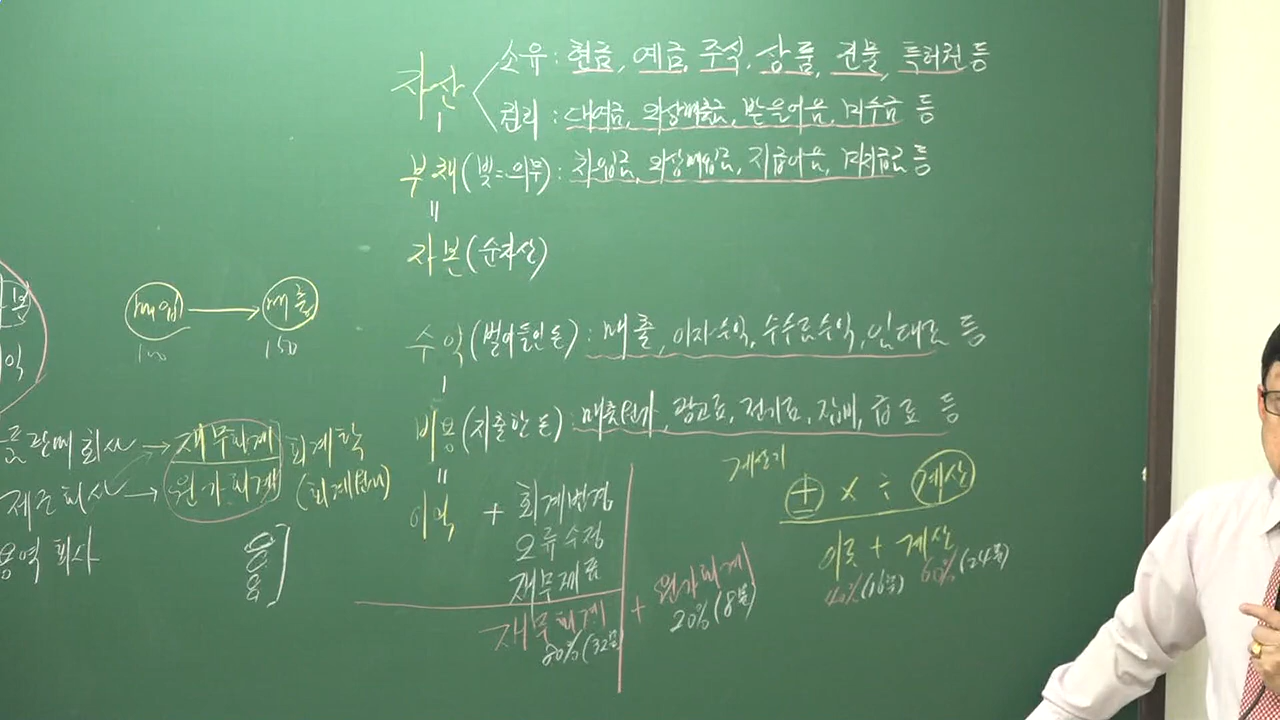 자산
소유: 현금, 예금, 주식, 상품, 건물, 특허권 등
권리: 대여금, 외상매출금, 받을어음, 미수금 등
부채(빚=의무): 차입금, 외상매입금, 지급어음, 미지급금 등
=
자본(순자산)
매입 → 매출
100 150
수익(벌어들인 돈): 매출, 이자수익, 수수료수익, 임대료 등
-
비용(지출한 돈): 매출원가, 광고료, 전기료, 잡비, 급료 등
=
이익 + 회계변경
오류수정
재무제표
재무회계 + 원가회계
80%(32문 20%(8문)
품판매회사 → 재무회계 회계학
제조회사 → 원가회계 (회계원리)
용역회사
계산기
± × ÷ 계산
이론 + 계산
40%(16문) 60%(24문)